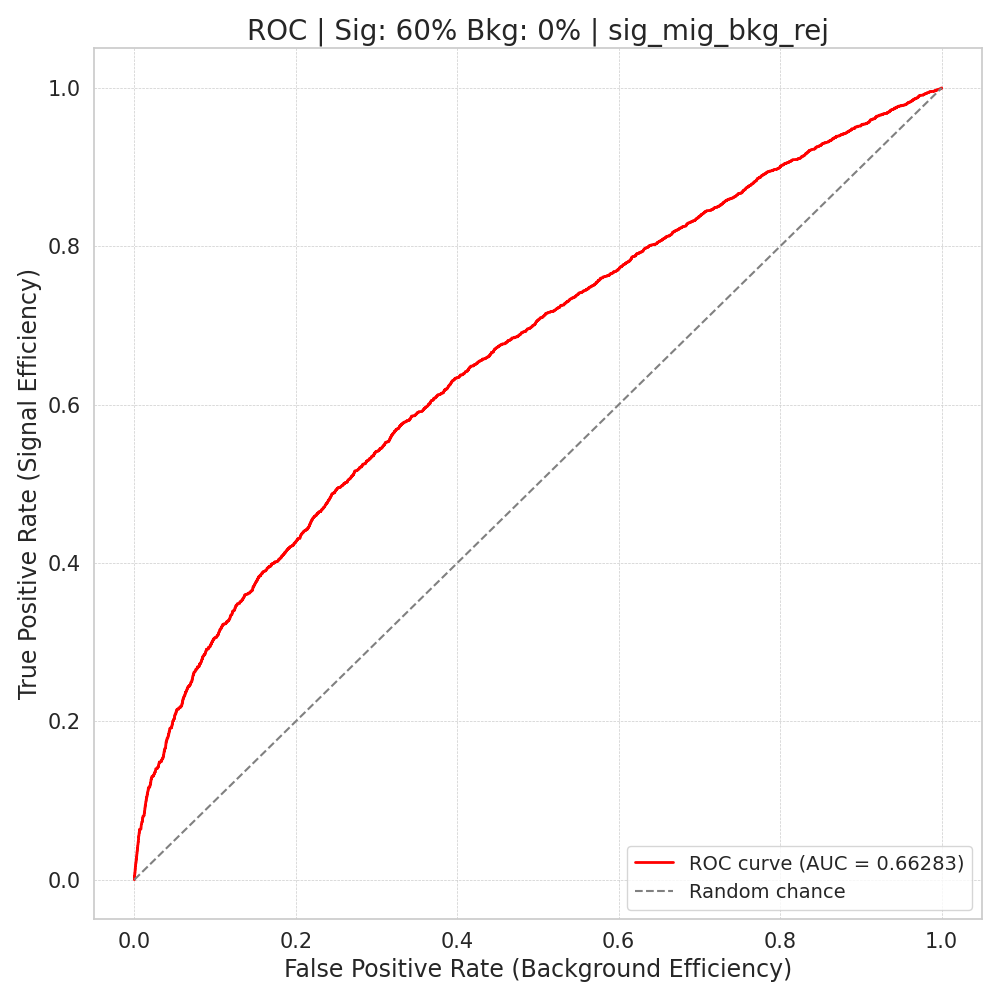 ROC | Sig: 60% Bkg: 0% | sig_mig_bkg_rej
True Positive Rate (Signal Efficiency)
1.0
0.8
0.6
0.4
0.2
0.0
0.0 0.2 0.4 0.6 0.8 1.0
False Positive Rate (Background Efficiency)
ROC curve (AUC = 0.66283)
Random chance